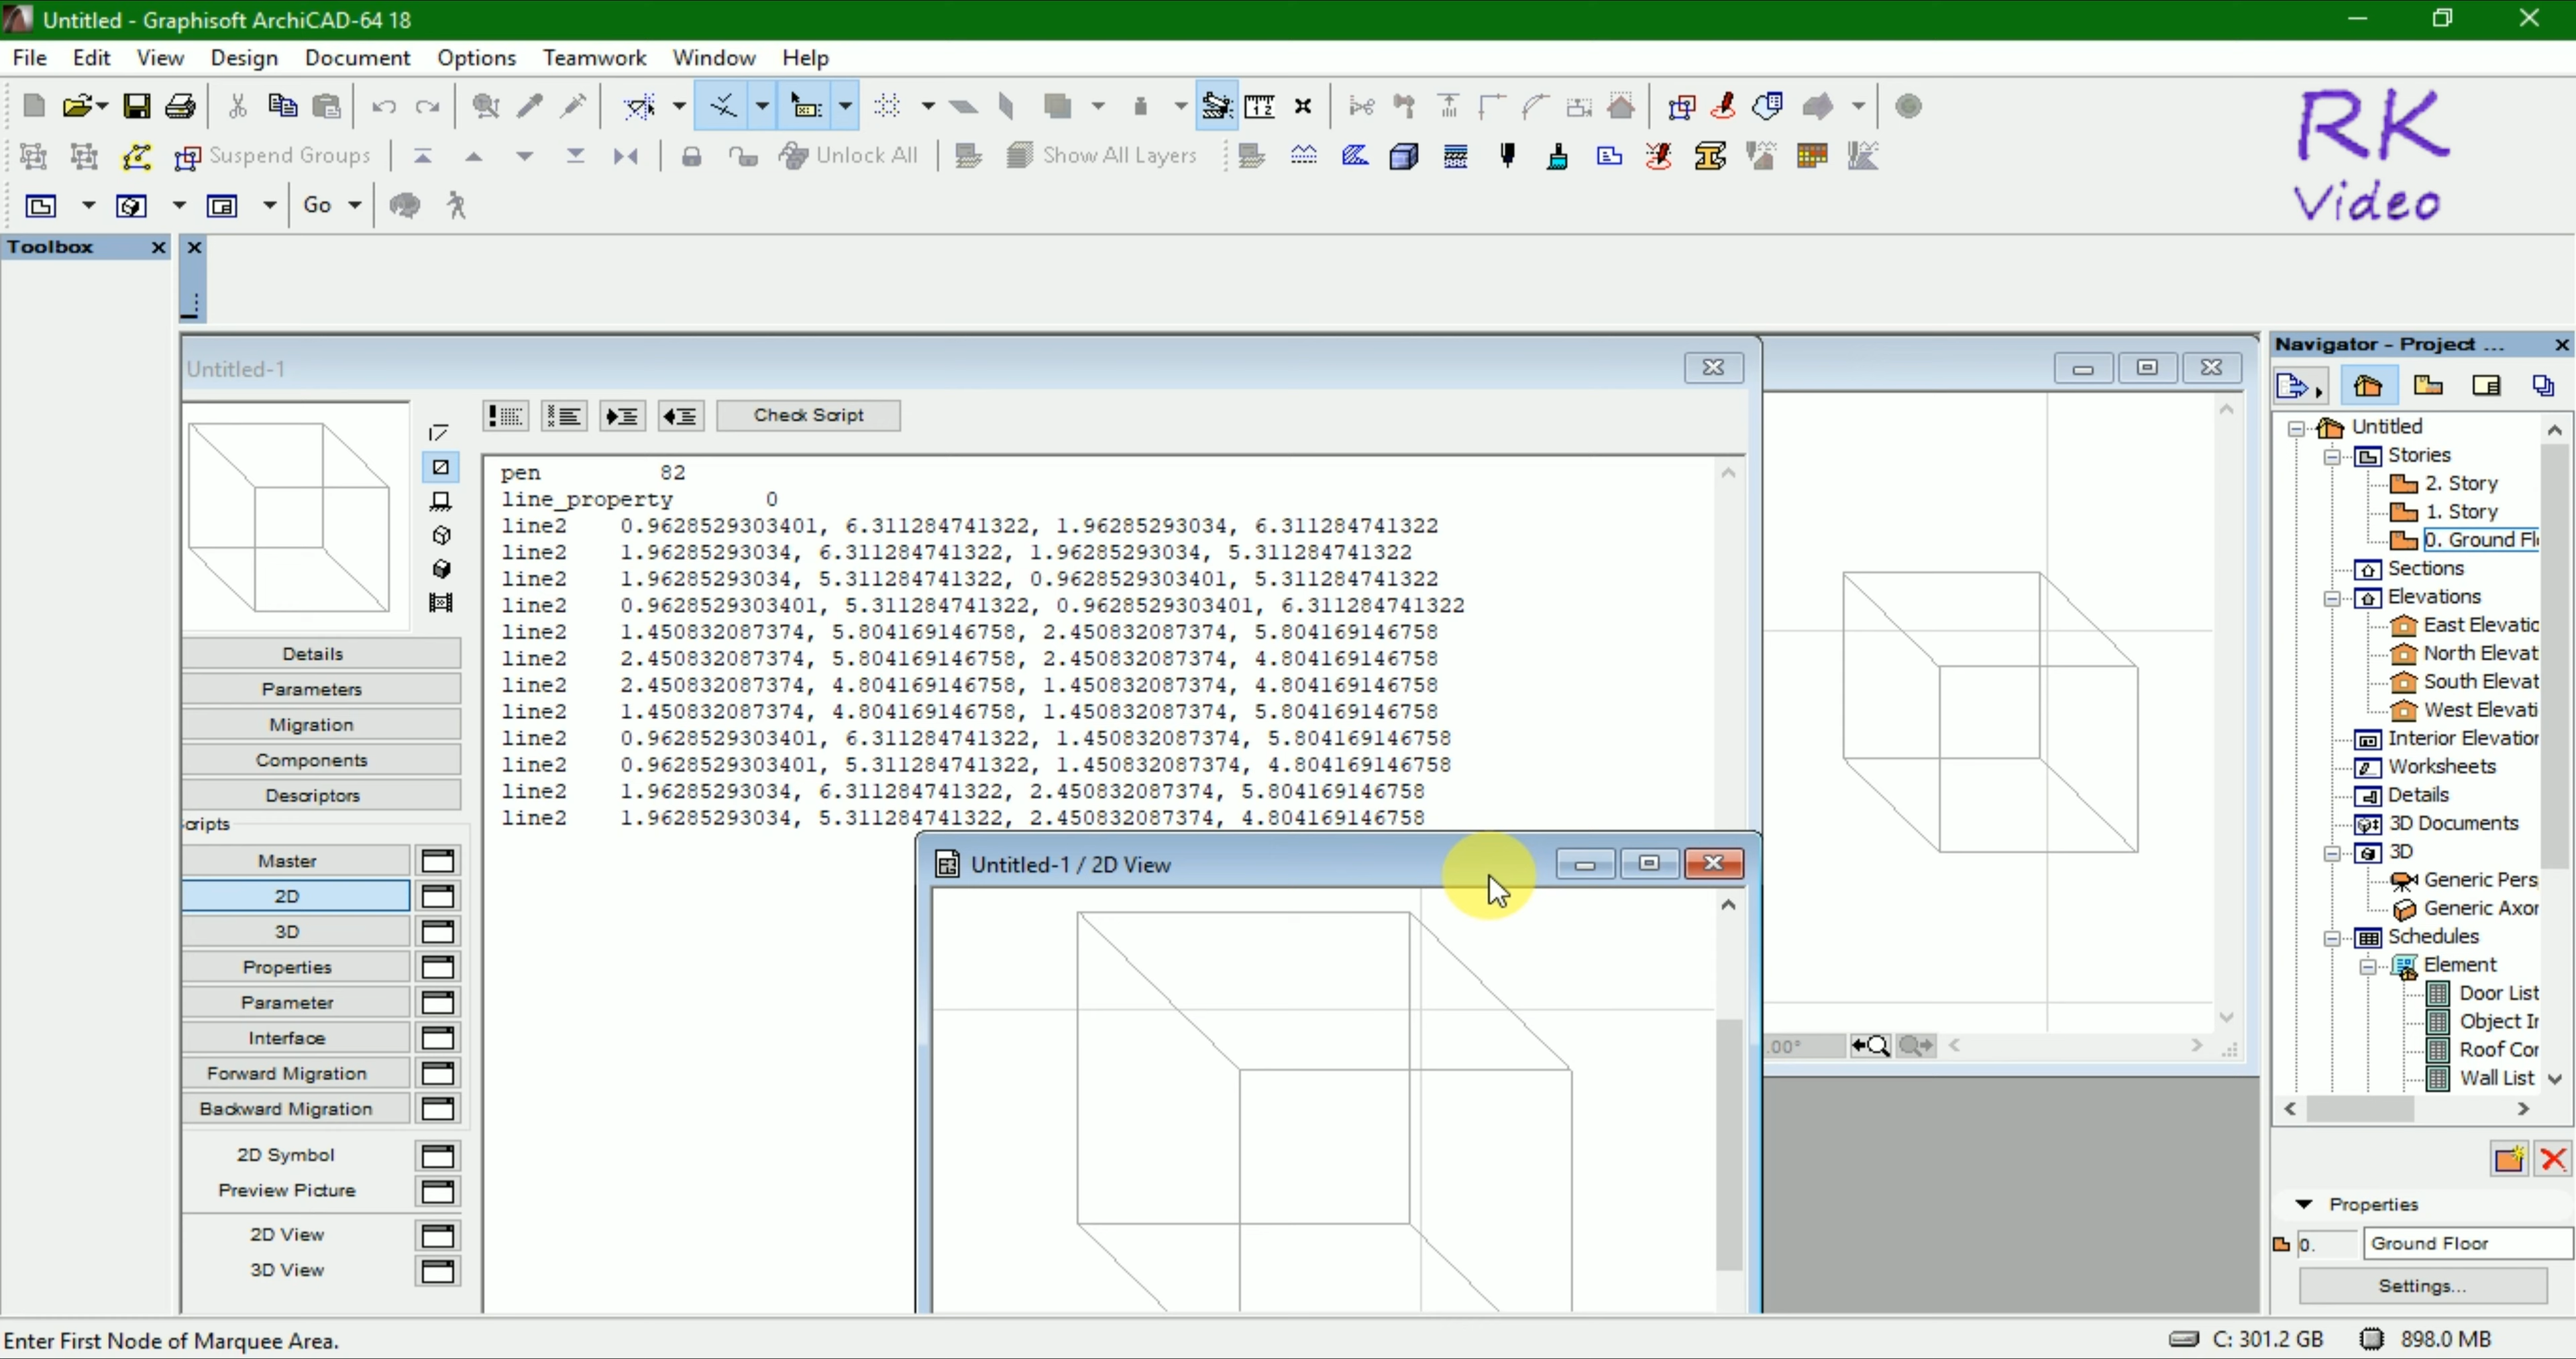 Untitled - Graphisoft ArchiCAD-64 18
File Edit View Design Document Options Teamwork Window Help
RK
Video
Suspend Groups Unlock All Show All Layers
Go
Toolbox
Untitled-1
Check Script
pen 82
line_property 0
line2 0.9628529303401, 6.311284741322, 1.96285293034, 6.311284741322
line2 1.96285293034, 6.311284741322, 1.96285293034, 5.311284741322
line2 1.96285293034, 5.311284741322, 0.9628529303401, 5.311284741322
line2 0.9628529303401, 5.311284741322, 0.9628529303401, 6.311284741322
line2 1.450832087374, 5.804169146758, 2.450832087374, 5.804169146758
line2 2.450832087374, 5.804169146758, 2.450832087374, 4.804169146758
line2 2.450832087374, 4.804169146758, 1.450832087374, 4.804169146758
line2 1.450832087374, 4.804169146758, 1.450832087374, 5.804169146758
line2 0.9628529303401, 6.311284741322, 1.450832087374, 5.804169146758
line2 0.9628529303401, 5.311284741322, 1.450832087374, 4.804169146758
line2 1.96285293034, 6.311284741322, 2.450832087374, 5.804169146758
line2 1.96285293034, 5.311284741322, 2.450832087374, 4.804169146758
Details
Parameters
Migration
Components
Descriptors
cripts
Master
2D
3D
Properties
Parameter
Interface
Forward Migration
Backward Migration
2D Symbol
Preview Picture
2D View
3D View
Untitled-1 / 2D View
.00°
Navigator - Project ...
Untitled
Stories
2. Story
1. Story
0. Ground Fl
Sections
Elevations
East Elevatio
North Elevat
South Elevat
West Elevati
Interior Elevation
Worksheets
Details
3D Documents
3D
Generic Pers
Generic Axor
Schedules
Element
Door List
Object Ir
Roof Cor
Wall List
Properties
0. Ground Floor
Settings...
Enter First Node of Marquee Area.
C: 301.2 GB 898.0 MB